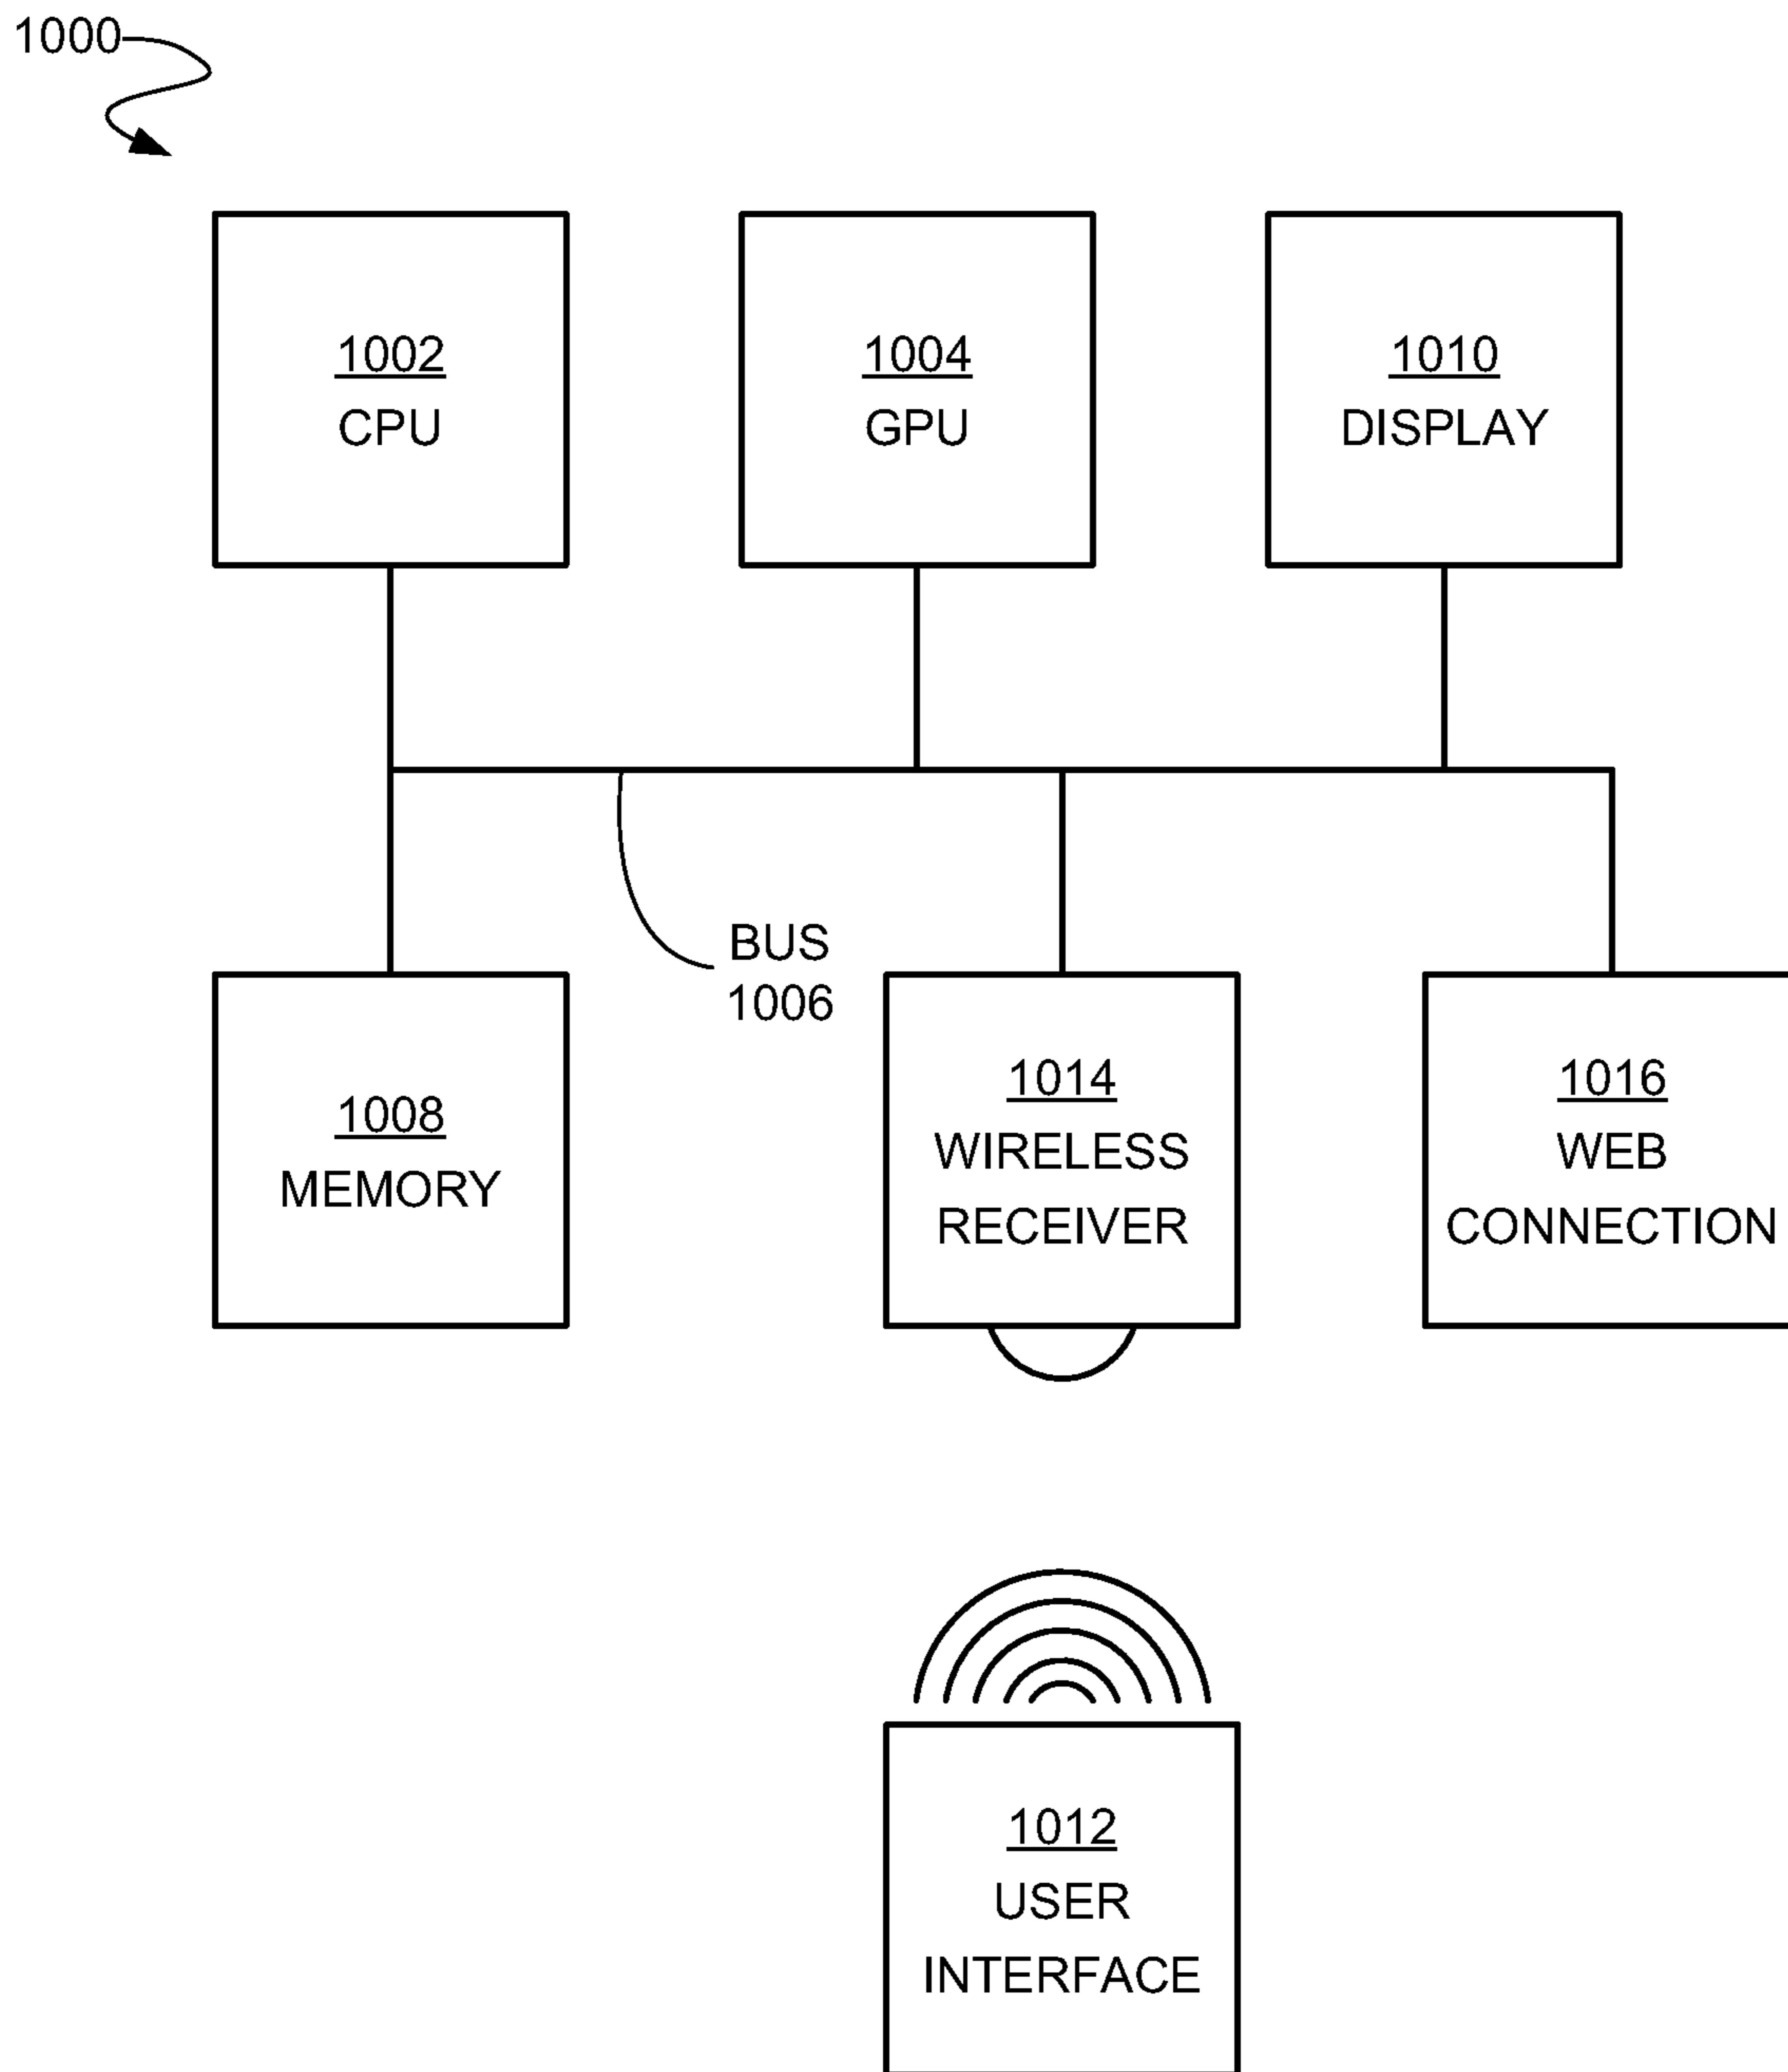 1000
1002
CPU
1004
GPU
1010
DISPLAY
BUS
1006
1008
MEMORY
1014
WIRELESS
RECEIVER
1016
WEB
CONNECTION
1012
USER
INTERFACE